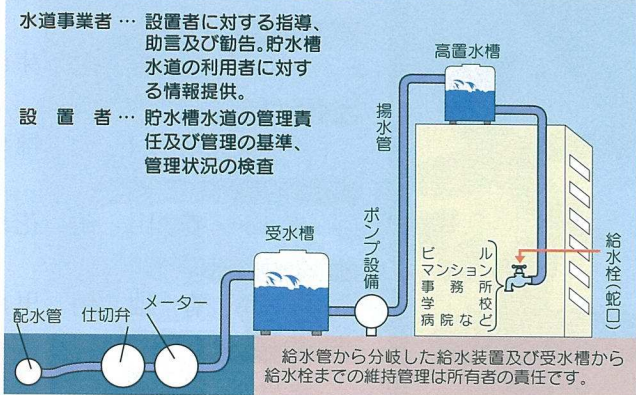 水道事業者 … 設置者に対する指導、
助言及び勧告。貯水槽
水道の利用者に対す
る情報提供。
設置者 … 貯水槽水道の管理責
任及び管理の基準、
管理状況の検査
高置水槽
揚水管
受水槽
ポンプ設備
ビル
マンション
事務所
学校
病院など
給水栓(蛇口)
配水管
仕切弁
メーター
給水管から分岐した給水装置及び受水槽から
給水栓までの維持管理は所有者の責任です。